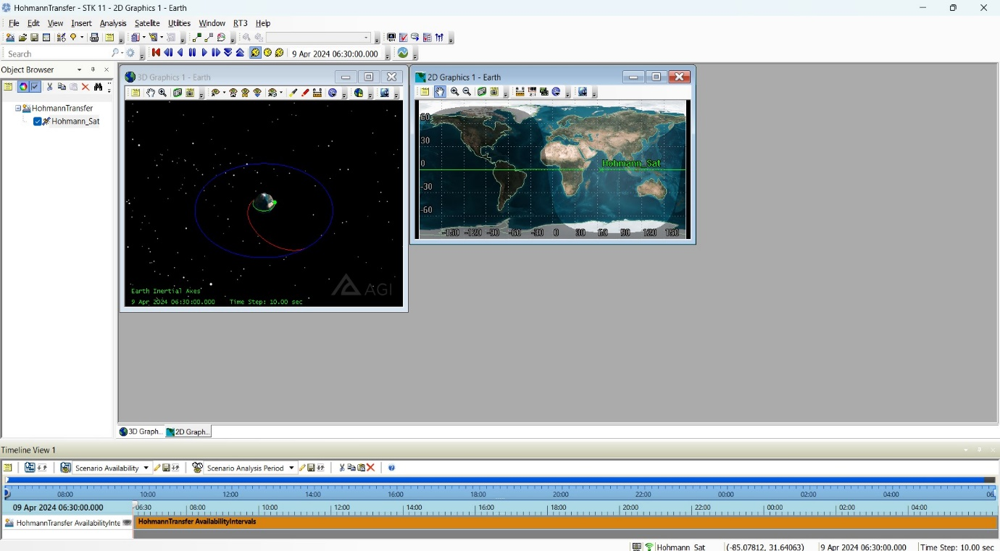 HohmannTransfer - STK 11 - 2D Graphics 1 - Earth
File Edit View Insert Analysis Satellite Utilities Window RT3 Help
Search
9 Apr 2024 06:30:00.000
Object Browser
HohmannTransfer
Hohmann_Sat
3D Graphics 1 - Earth
AGI
Earth Inertial Axes
9 Apr 2024 06:30:00.000 Time Step: 10.00 sec
2D Graphics 1 - Earth
60
30
0
-30
-60
Hohmann_Sat
-150 -120 -90 -60 -30 0 30 60 90 120 150
3D Graph... 2D Graph...
Timeline View 1
Scenario Availability Scenario Analysis Period
08:00 10:00 12:00 14:00 16:00 18:00 20:00 22:00 00:00 02:00 04:00 06:
09 Apr 2024 06:30:00.000 06:30 08:00 10:00 12:00 14:00 16:00 18:00 20:00 22:00 00:00 02:00 04:00
HohmannTransfer AvailabilityInte HohmannTransfer AvailabilityIntervals
Hohmann_Sat (-85.07812, 31.64063) 9 Apr 2024 06:30:00.000 Time Step: 10.00 sec